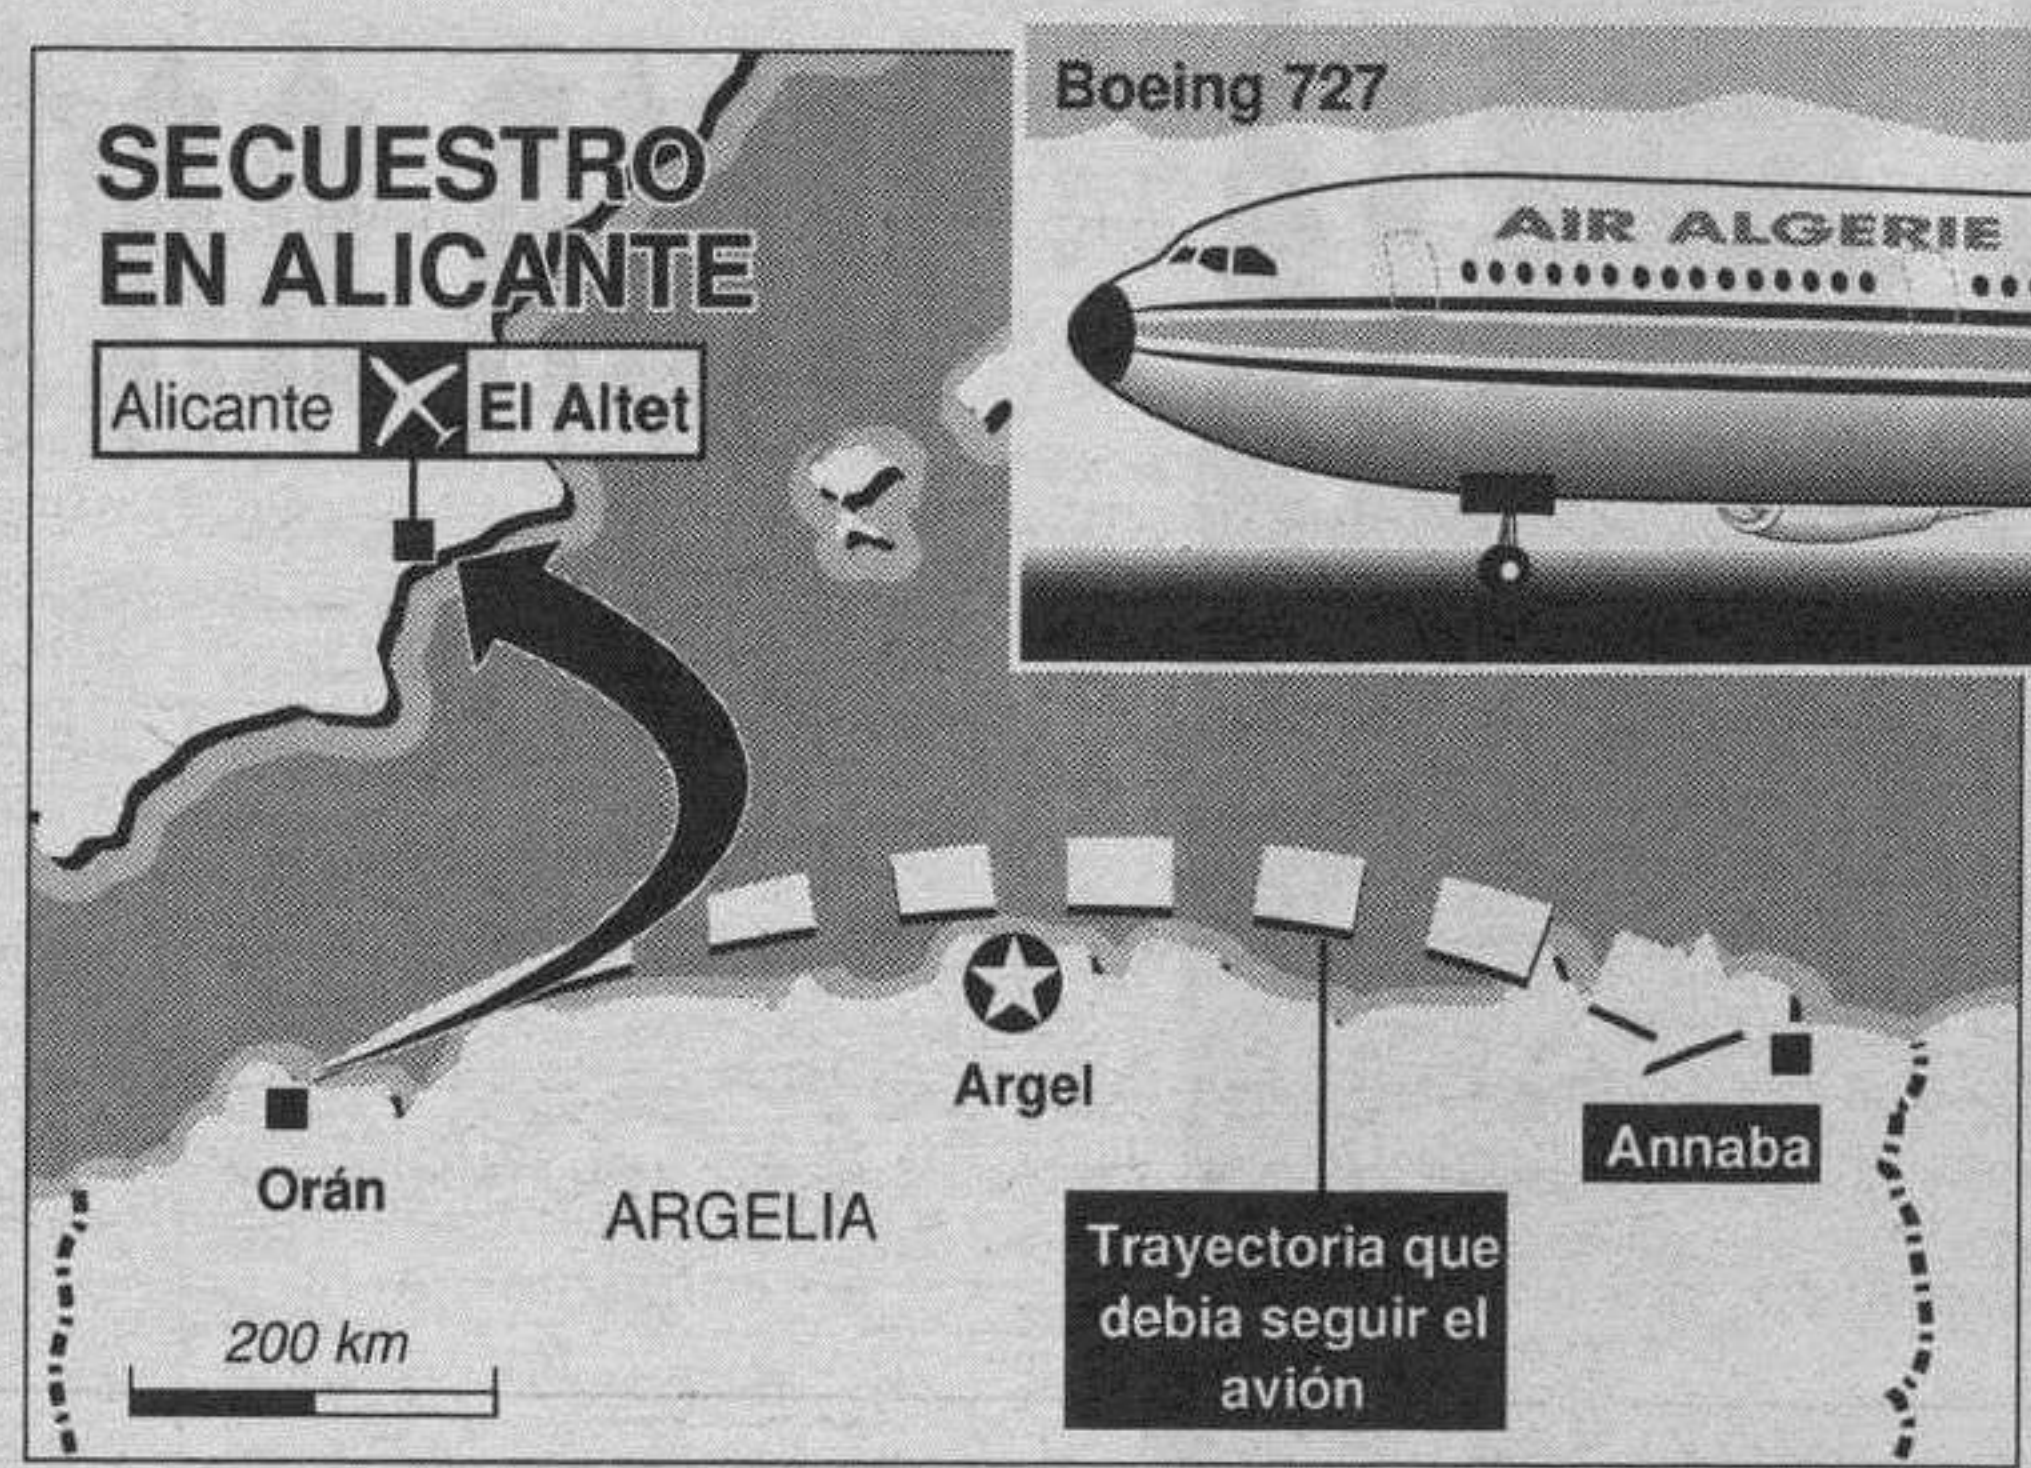 SECUESTRO
EN ALICANTE
Alicante El Altet
Boeing 727
AIR ALGERIE
Argel
Orán
ARGELIA
Annaba
Trayectoria que
debia seguir el
avión
200 km